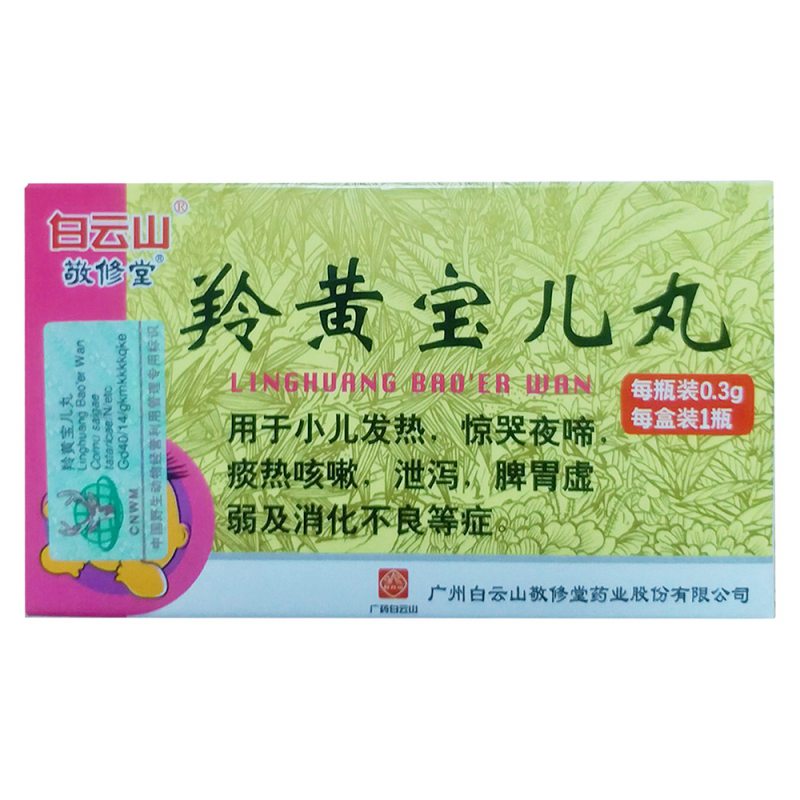 白云山®
敬修堂®
羚黄宝儿丸
LINGHUANG BAO'ER WAN
每瓶装0.3g
每盒装1瓶
用于小儿发热，惊哭夜啼，
痰热咳嗽，泄泻，脾胃虚
弱及消化不良等症。
羚黄宝儿丸
Linghuang Bao'er Wan
Cornu saigae
tataricae.N/etc
CNWM
中国野生动物经营利用管理专用标识
广药白云山
广州白云山敬修堂药业股份有限公司